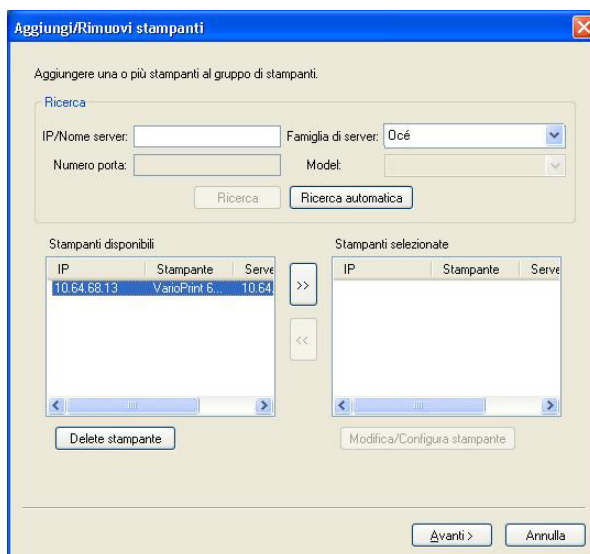 Aggiungi/Rimuovi stampanti
Aggiungere una o più stampanti al gruppo di stampanti.
Ricerca
IP/Nome server: Famiglia di server: Océ
Numero porta: Model:
Ricerca Ricerca automatica
Stampanti disponibili Stampanti selezionate
IP Stampante Serve IP Stampante Serve
10.64.68.13 VarioPrint 6... 10.64.
>>
<<
Delete stampante Modifica/Configura stampante
Avanti > Annulla